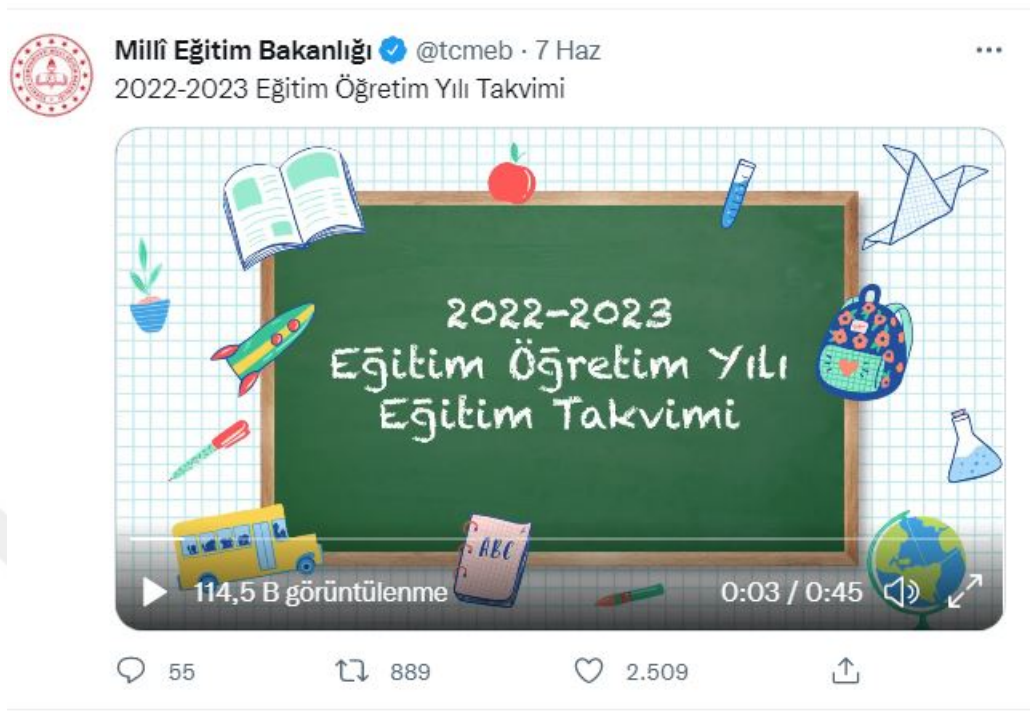 Millî Eğitim Bakanlığı @tcmeb · 7 Haz
2022-2023 Eğitim Öğretim Yılı Takvimi
2022-2023
Eğitim Öğretim Yılı
Eğitim Takvimi
ABC
114,5 B görüntülenme 0:03 / 0:45
55 889 2.509